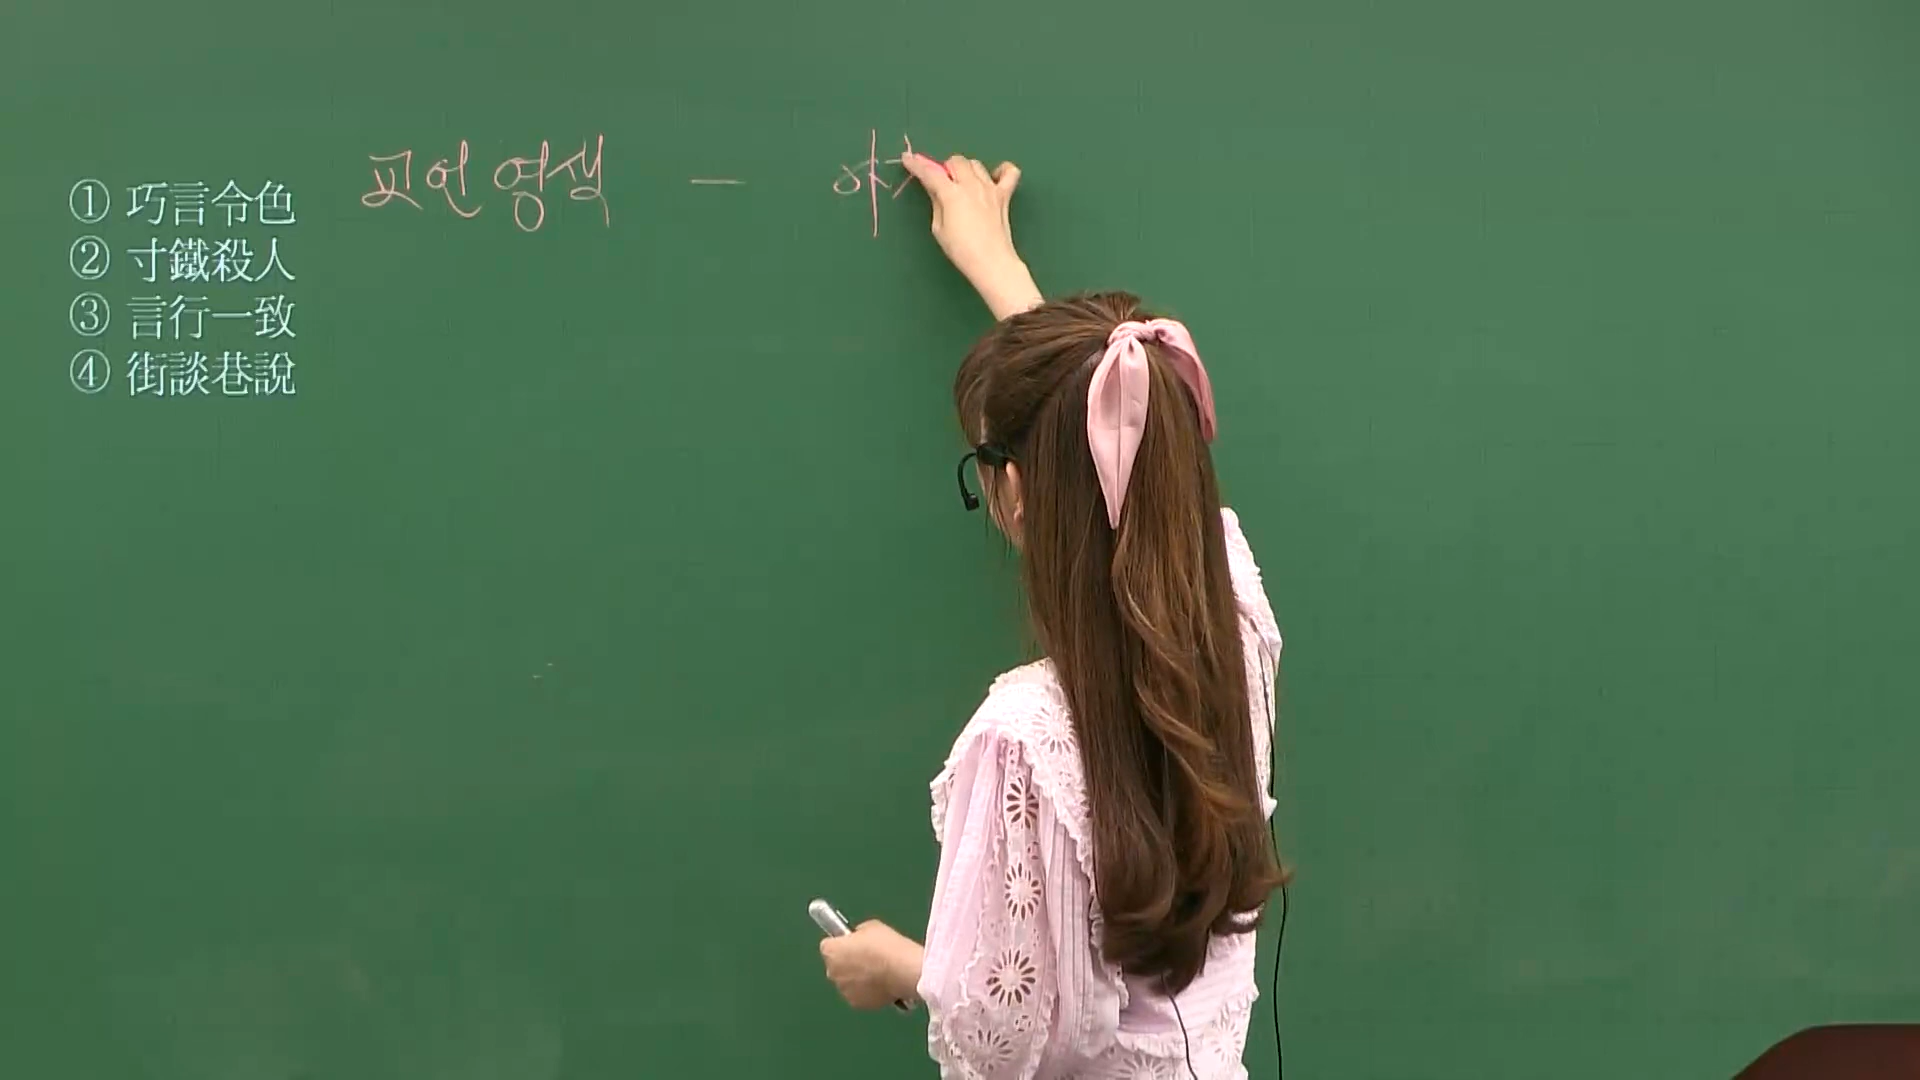 ① 巧言令色 교언영색 — 아
② 寸鐵殺人
③ 言行一致
④ 街談巷說